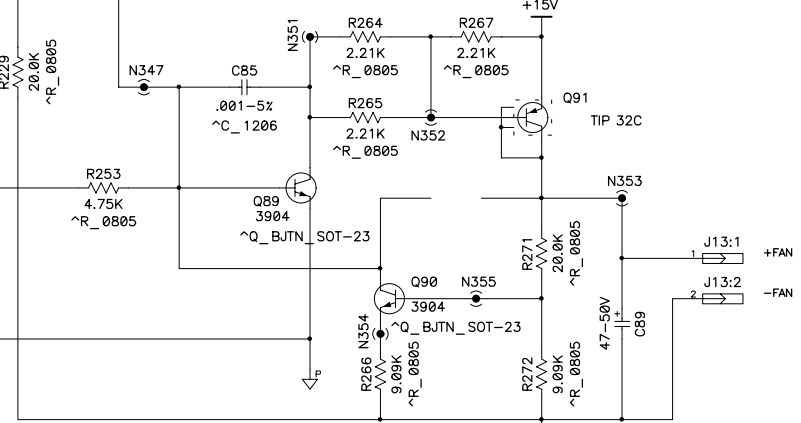 +15V
N351
R264
2.21K
^R_0805
R267
2.21K
^R_0805
R229
20.0K
^R_0805
N347
C85
.001-5%
^C_1206
R265
2.21K
^R_0805
N352
Q91
TIP 32C
R253
4.75K
^R_0805
Q89
3904
^Q_BJTN_SOT-23
N353
R271
20.0K
^R_0805
J13:1
1
+FAN
J13:2
2
-FAN
Q90
3904
^Q_BJTN_SOT-23
N355
N354
R266
9.09K
^R_0805
R272
9.09K
^R_0805
47-50V
+
C89
P